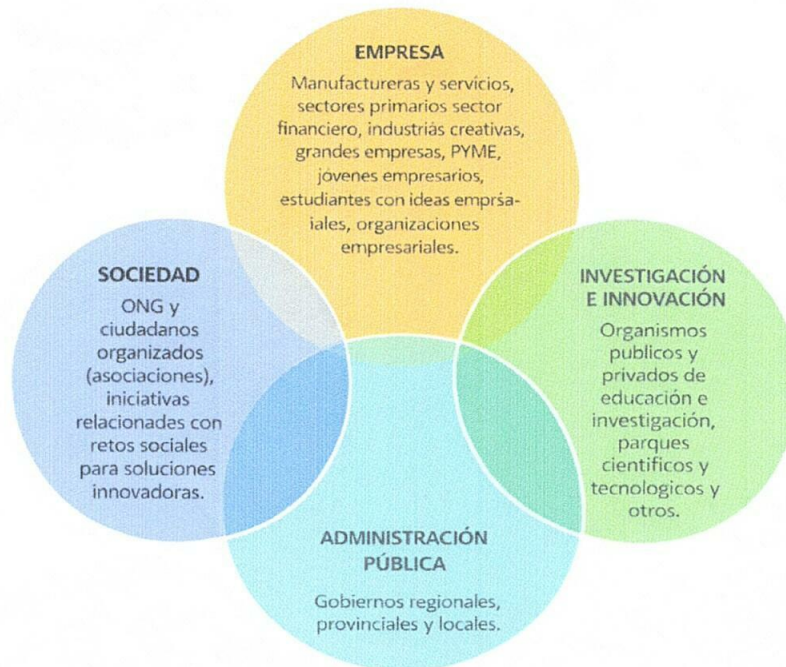 EMPRESA
Manufactureras y servicios,
sectores primarios sector
financiero, industriás creativas,
grandes empresas, PYME,
jóvenes empresarios,
estudiantes con ideas emprsa-
iales, organizaciones
empresariales.
SOCIEDAD
ONG y
ciudadanos
organizados
(asociaciones),
iniciativas
relacionadas con
retos sociales
para soluciones
innovadoras.
INVESTIGACIÓN
E INNOVACIÓN
Organismos
publicos y
privados de
educación e
investigación,
parques
cientificos y
tecnologicos y
otros.
ADMINISTRACIÓN
PÚBLICA
Gobiernos regionales,
provinciales y locales.